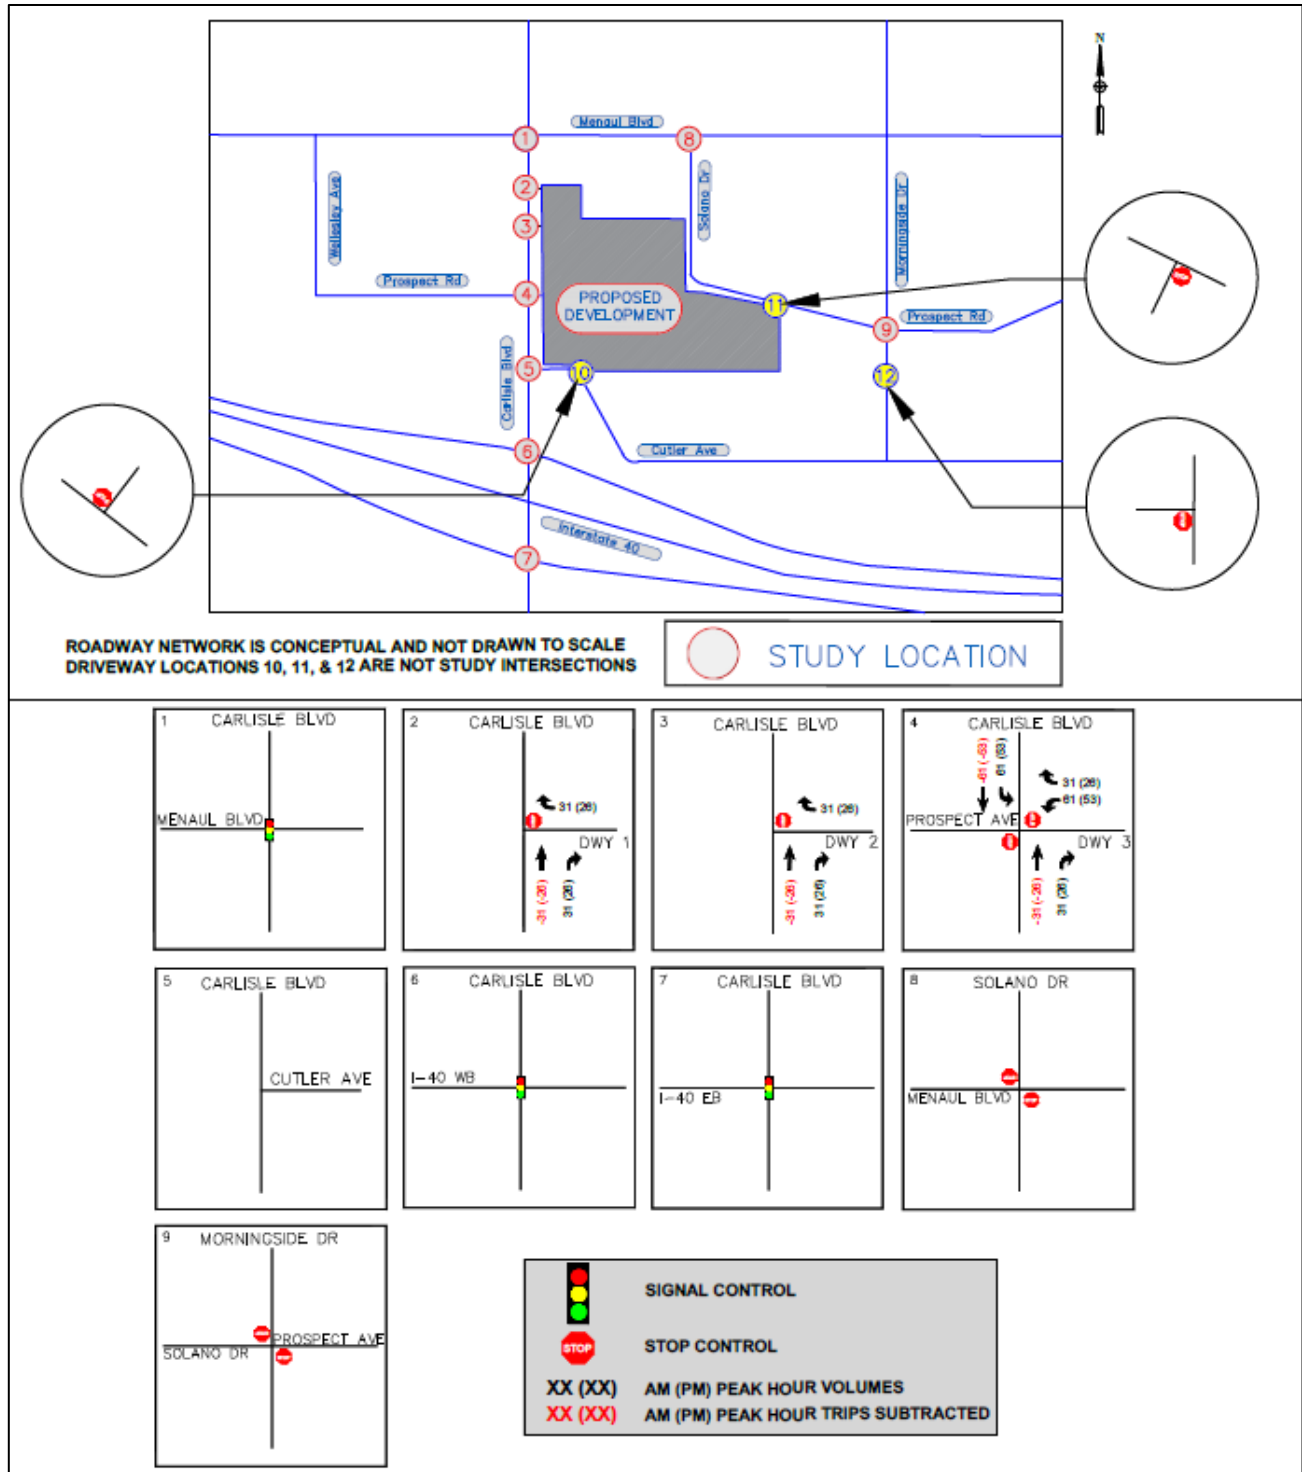 N
Menaul Blvd
1
8
2
Wellesley Ave
Solano Dr
Morningside Dr
3
Prospect Rd
4
PROPOSED
DEVELOPMENT
11
9
Prospect Rd
Carlisle Blvd
5
10
12
6
Cutler Ave
Interstate 40
7
ROADWAY NETWORK IS CONCEPTUAL AND NOT DRAWN TO SCALE
DRIVEWAY LOCATIONS 10, 11, & 12 ARE NOT STUDY INTERSECTIONS
STUDY LOCATION
1
CARLISLE BLVD
MENAUL BLVD
2
CARLISLE BLVD
31 (26)
DWY 1
-31 (-26)
31 (26)
3
CARLISLE BLVD
31 (26)
DWY 2
-31 (-26)
31 (26)
4
CARLISLE BLVD
-61 (-53)
61 (53)
31 (26)
61 (53)
PROSPECT AVE
DWY 3
-31 (-26)
31 (26)
5
CARLISLE BLVD
CUTLER AVE
6
CARLISLE BLVD
I-40 WB
7
CARLISLE BLVD
I-40 EB
8
SOLANO DR
MENAUL BLVD
9
MORNINGSIDE DR
PROSPECT AVE
SOLANO DR
SIGNAL CONTROL
STOP
STOP CONTROL
XX (XX) AM (PM) PEAK HOUR VOLUMES
XX (XX) AM (PM) PEAK HOUR TRIPS SUBTRACTED